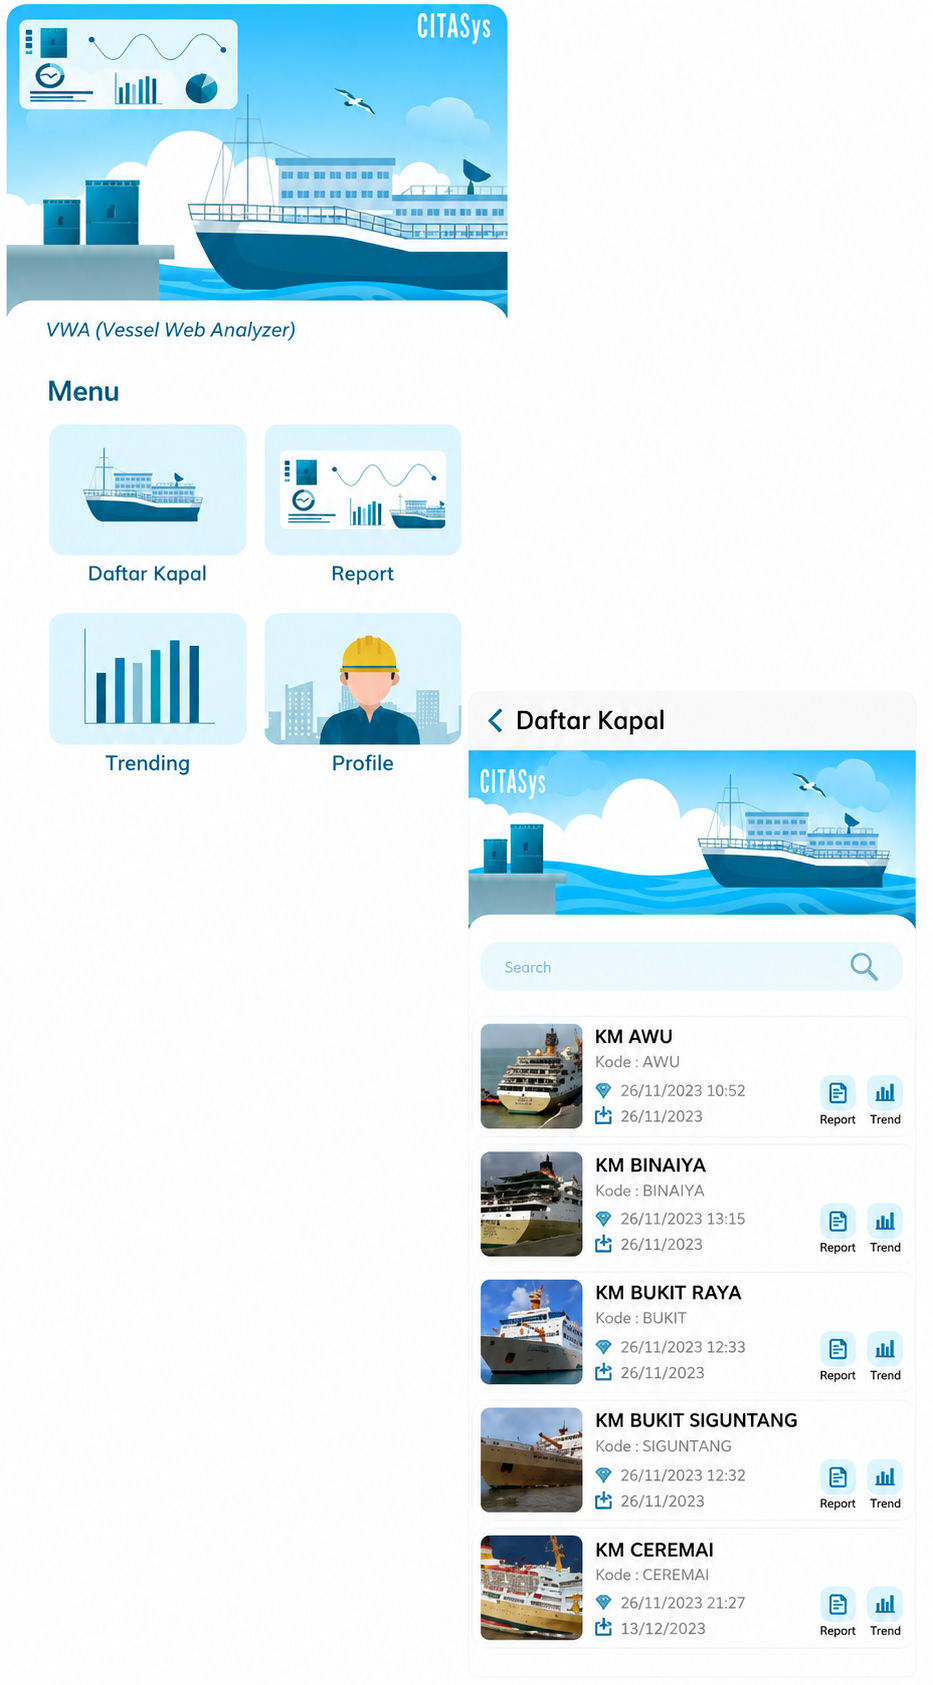 CITASys
VWA (Vessel Web Analyzer)
Menu
Daftar Kapal
Report
Trending
Profile
Daftar Kapal
CITASys
Search
KM AWU
Kode : AWU
26/11/2023 10:52
26/11/2023
Report
Trend
KM BINAIYA
Kode : BINAIYA
26/11/2023 13:15
26/11/2023
Report
Trend
KM BUKIT RAYA
Kode : BUKIT
26/11/2023 12:33
26/11/2023
Report
Trend
KM BUKIT SIGUNTANG
Kode : SIGUNTANG
26/11/2023 12:32
26/11/2023
Report
Trend
KM CEREMAI
Kode : CEREMAI
26/11/2023 21:27
13/12/2023
Report
Trend